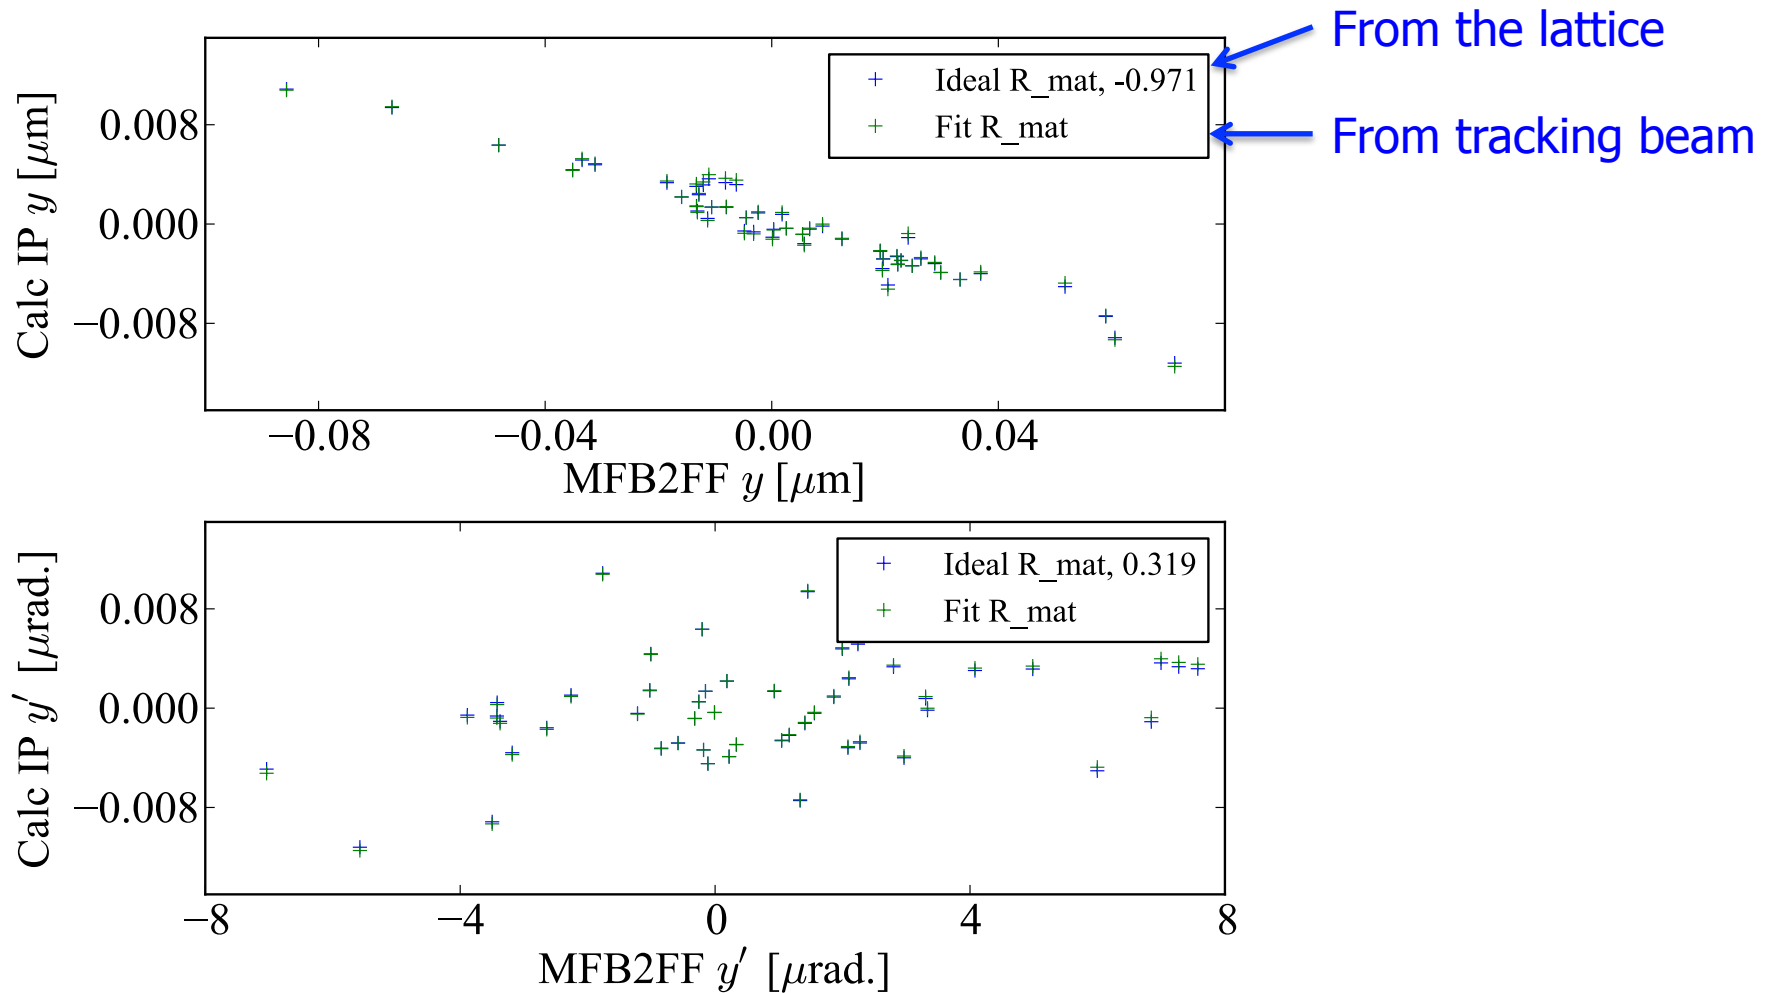 From the lattice
Ideal R_mat, -0.971
Fit R_mat
From tracking beam
Calc IP y [μm]
0.008
0.000
−0.008
−0.08
−0.04
0.00
0.04
MFB2FF y [μm]
Ideal R_mat, 0.319
Fit R_mat
Calc IP y′ [μrad.]
0.008
0.000
−0.008
−8
−4
0
4
8
MFB2FF y′ [μrad.]